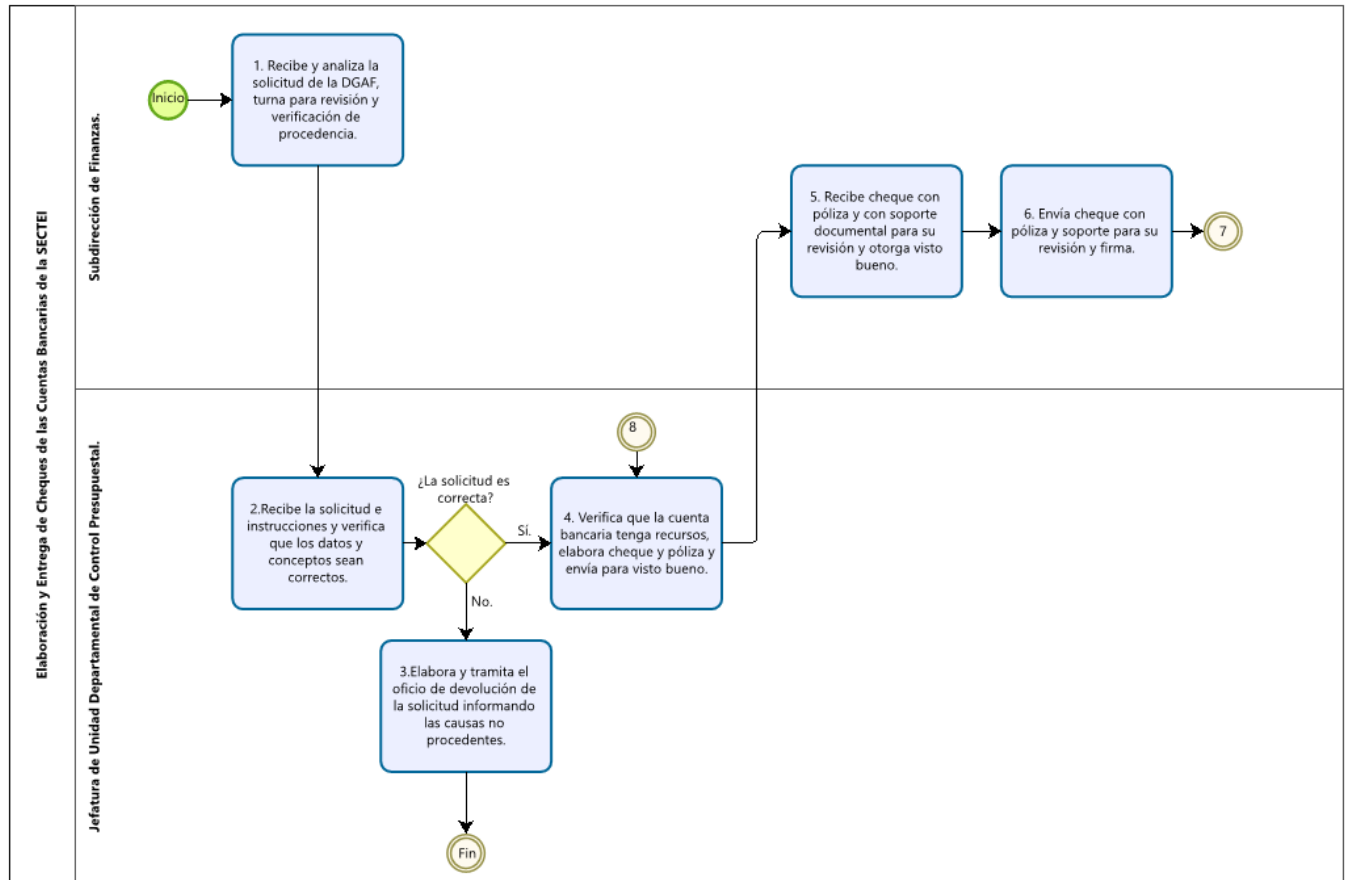 Elaboración y Entrega de Cheques de las Cuentas Bancarias de la SECTEI
Subdirección de Finanzas.
Inicio
1. Recibe y analiza la
solicitud de la DGAF,
turna para revisión y
verificación de
procedencia.
5. Recibe cheque con
póliza y con soporte
documental para su
revisión y otorga visto
bueno.
6. Envía cheque con
póliza y soporte para su
revisión y firma.
7
Jefatura de Unidad Departamental de Control Presupuestal.
2.Recibe la solicitud e
instrucciones y verifica
que los datos y
conceptos sean
correctos.
¿La solicitud es
correcta?
Sí.
No.
8
4. Verifica que la cuenta
bancaria tenga recursos,
elabora cheque y póliza y
envía para visto bueno.
3.Elabora y tramita el
oficio de devolución de
la solicitud informando
las causas no
procedentes.
Fin